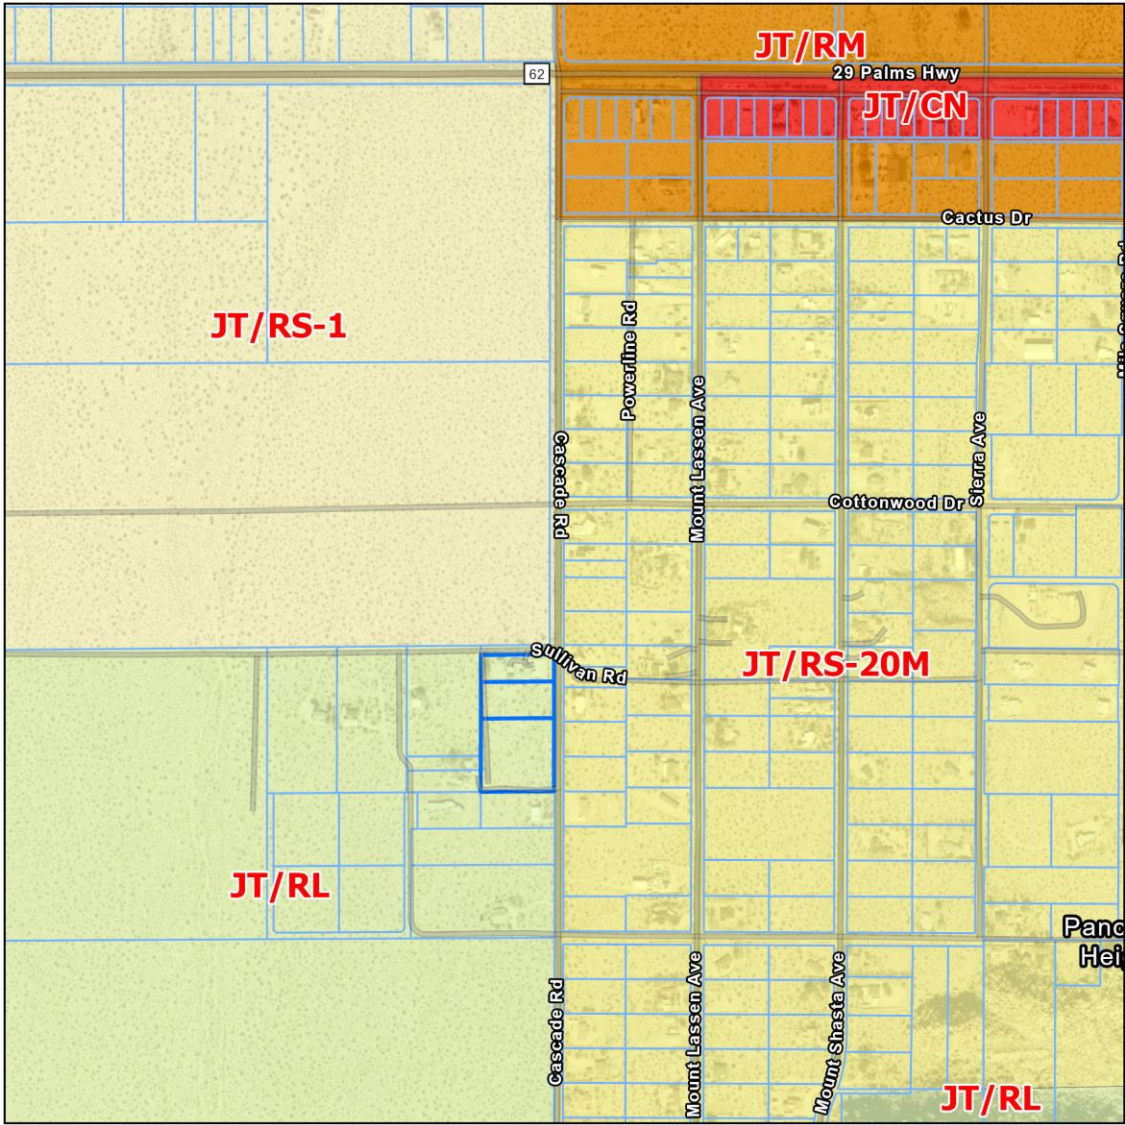 JT/RM
62
29 Palms Hwy
JT/CN
Cactus Dr
JT/RS-1
Powerline Rd
Mount Lassen Ave
Cascade Rd
Sierra Ave
Cottonwood Dr
Sullivan Rd
JT/RS-20M
JT/RL
Cascade Rd
Mount Lassen Ave
Mount Shasta Ave
JT/RL